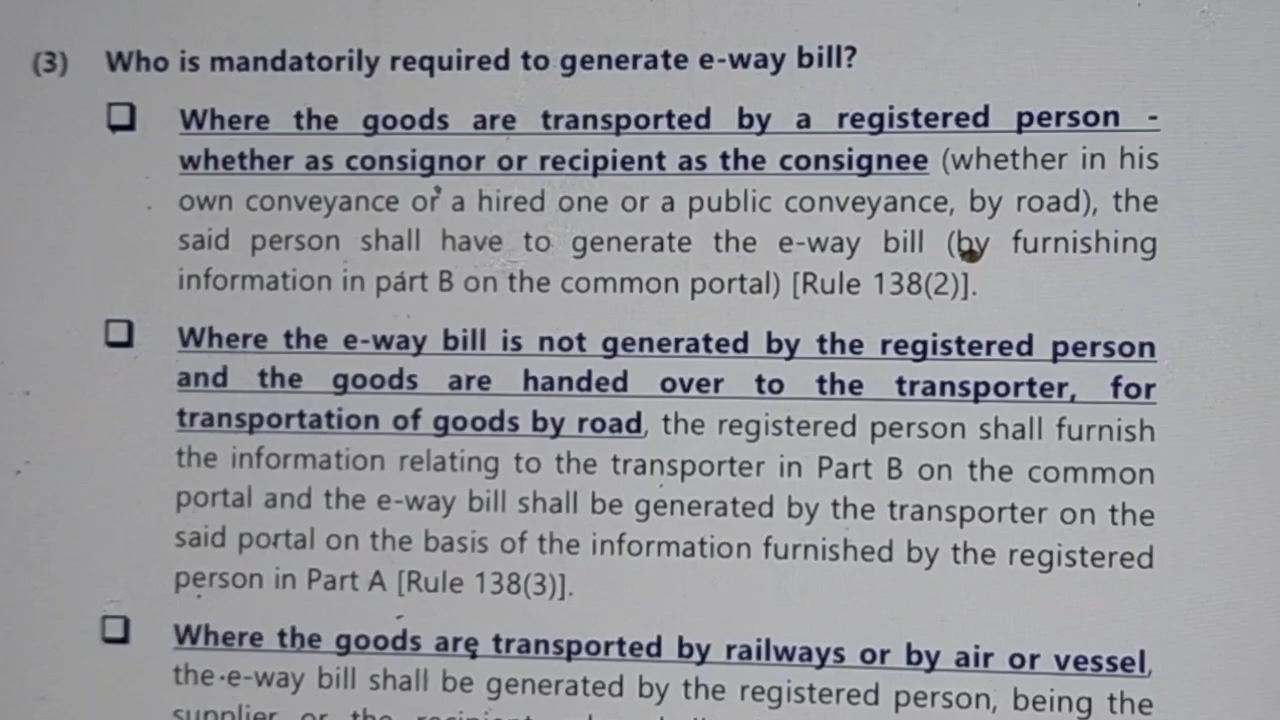 (3) Who is mandatorily required to generate e-way bill?
❑ Where the goods are transported by a registered person -
whether as consignor or recipient as the consignee (whether in his
own conveyance or a hired one or a public conveyance, by road), the
said person shall have to generate the e-way bill (by furnishing
information in part B on the common portal) [Rule 138(2)].
❑ Where the e-way bill is not generated by the registered person
and the goods are handed over to the transporter, for
transportation of goods by road, the registered person shall furnish
the information relating to the transporter in Part B on the common
portal and the e-way bill shall be generated by the transporter on the
said portal on the basis of the information furnished by the registered
person in Part A [Rule 138(3)].
❑ Where the goods are transported by railways or by air or vessel,
the e-way bill shall be generated by the registered person, being the
supplier or the recipient